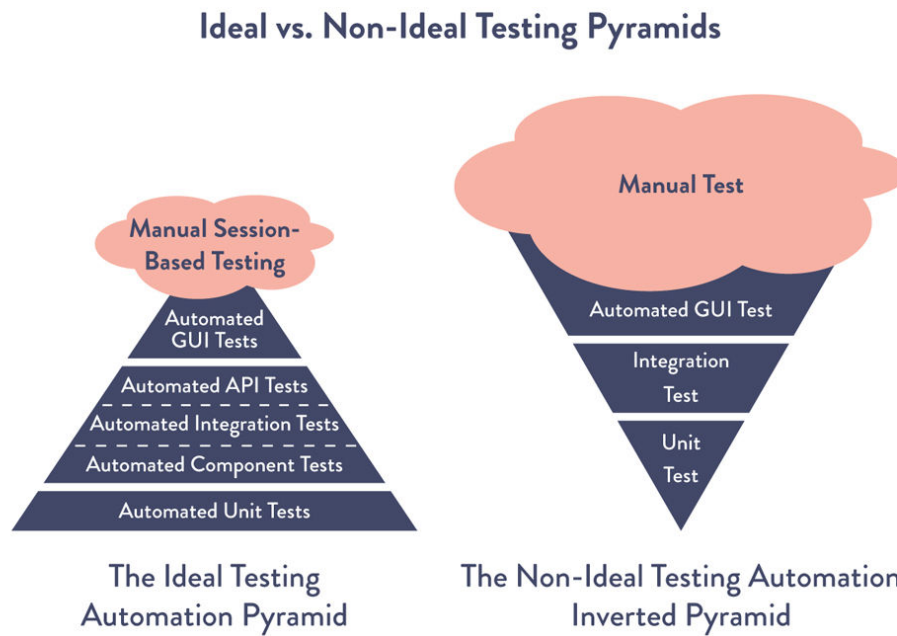 Ideal vs. Non-Ideal Testing Pyramids
Manual Session-
Based Testing
Automated
GUI Tests
Automated API Tests
Automated Integration Tests
Automated Component Tests
Automated Unit Tests
The Ideal Testing
Automation Pyramid
Manual Test
Automated GUI Test
Integration
Test
Unit
Test
The Non-Ideal Testing Automation
Inverted Pyramid